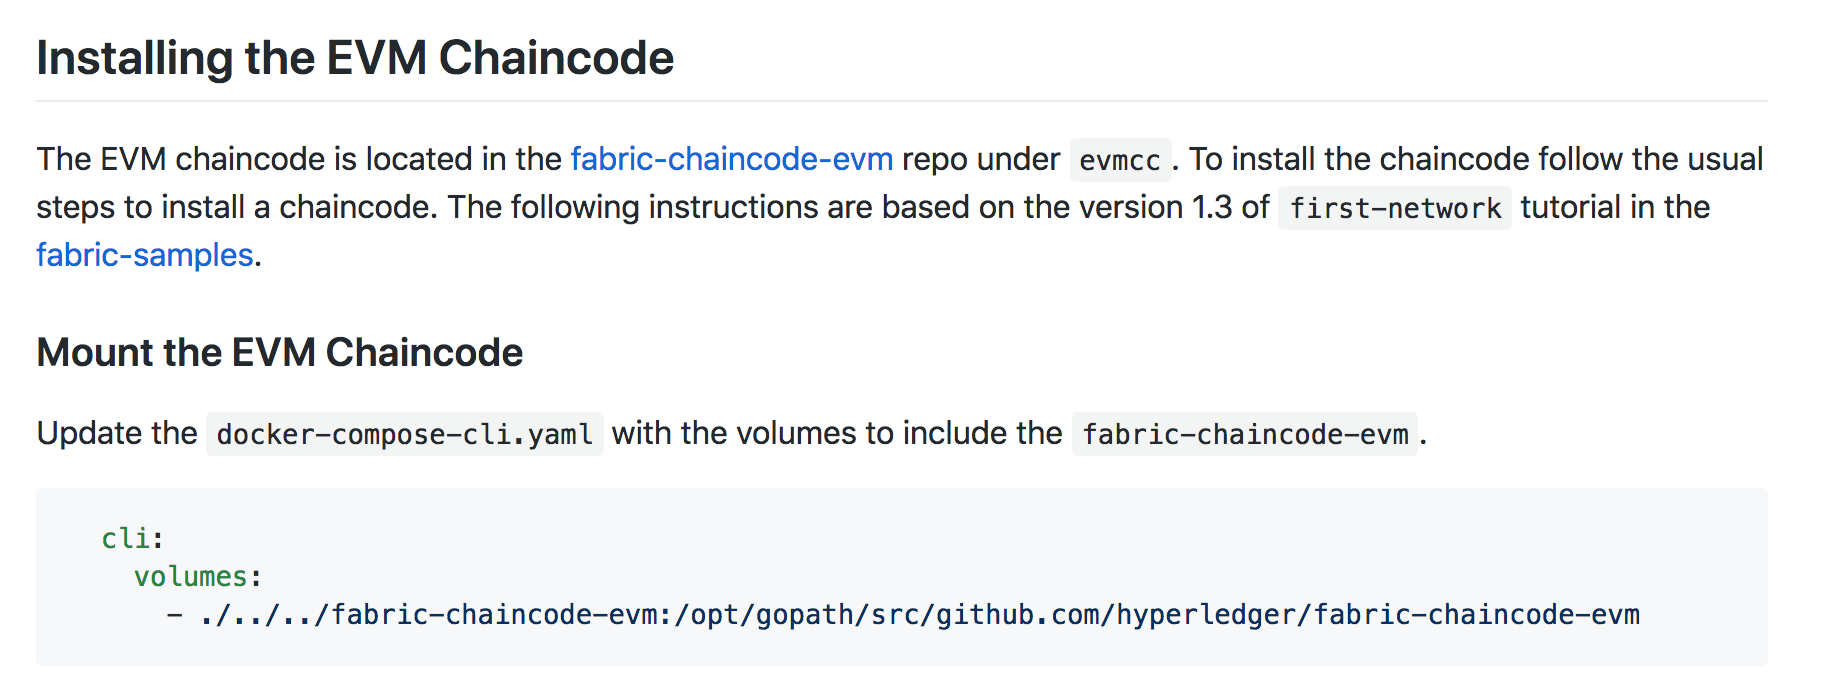 Installing the EVM Chaincode
The EVM chaincode is located in the fabric-chaincode-evm repo under evmcc. To install the chaincode follow the usual
steps to install a chaincode. The following instructions are based on the version 1.3 of first-network tutorial in the
fabric-samples.
Mount the EVM Chaincode
Update the docker-compose-cli.yaml with the volumes to include the fabric-chaincode-evm.
cli:
volumes:
- ./../../fabric-chaincode-evm:/opt/gopath/src/github.com/hyperledger/fabric-chaincode-evm